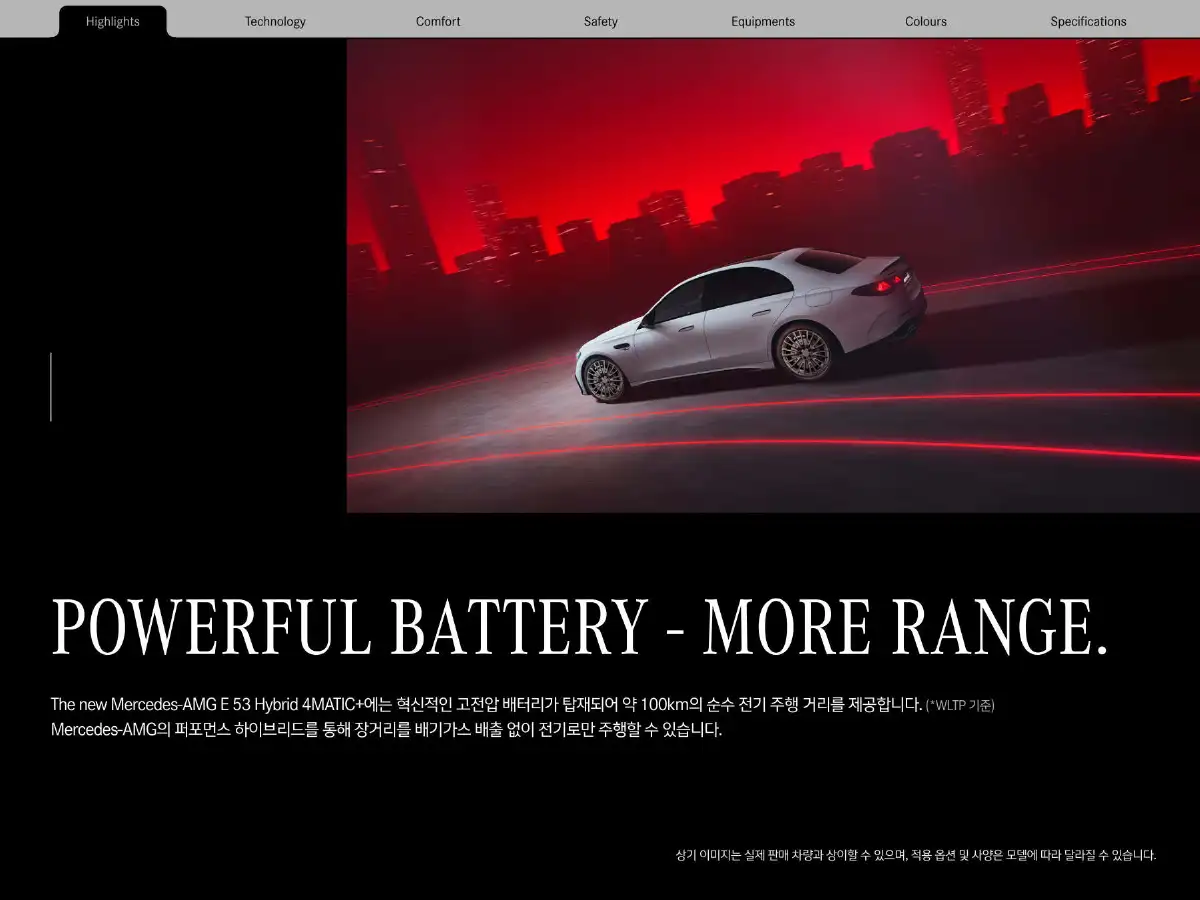 Highlights
Technology
Comfort
Safety
Equipments
Colours
Specifications
POWERFUL BATTERY - MORE RANGE.
The new Mercedes-AMG E 53 Hybrid 4MATIC+에는 혁신적인 고전압 배터리가 탑재되어 약 100km의 순수 전기 주행 거리를 제공합니다. (*WLTP 기준)
Mercedes-AMG의 퍼포먼스 하이브리드를 통해 장거리를 배기가스 배출 없이 전기로만 주행할 수 있습니다.
상기 이미지는 실제 판매 차량과 상이할 수 있으며, 적용 옵션 및 사양은 모델에 따라 달라질 수 있습니다.